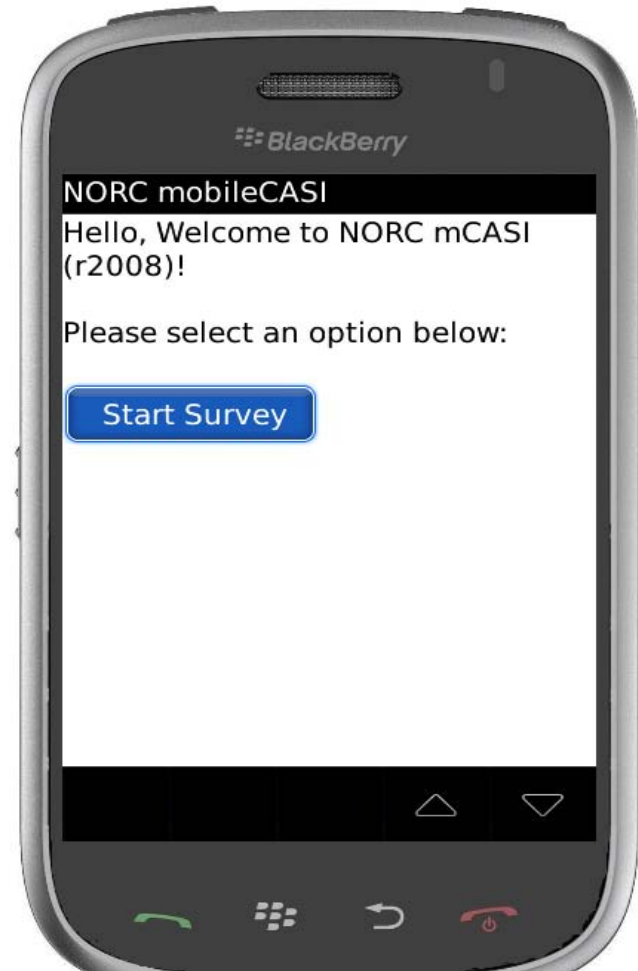 BlackBerry
NORC mobileCASI
Hello, Welcome to NORC mCASI
(r2008)!
Please select an option below:
Start Survey